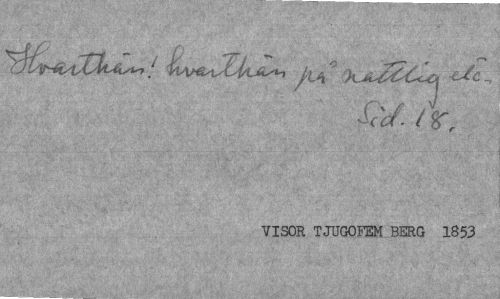 Hvarthän! hvarthän på nattlig etc.
Sid. 18.
VISOR TJUGOFEM BERG 1853